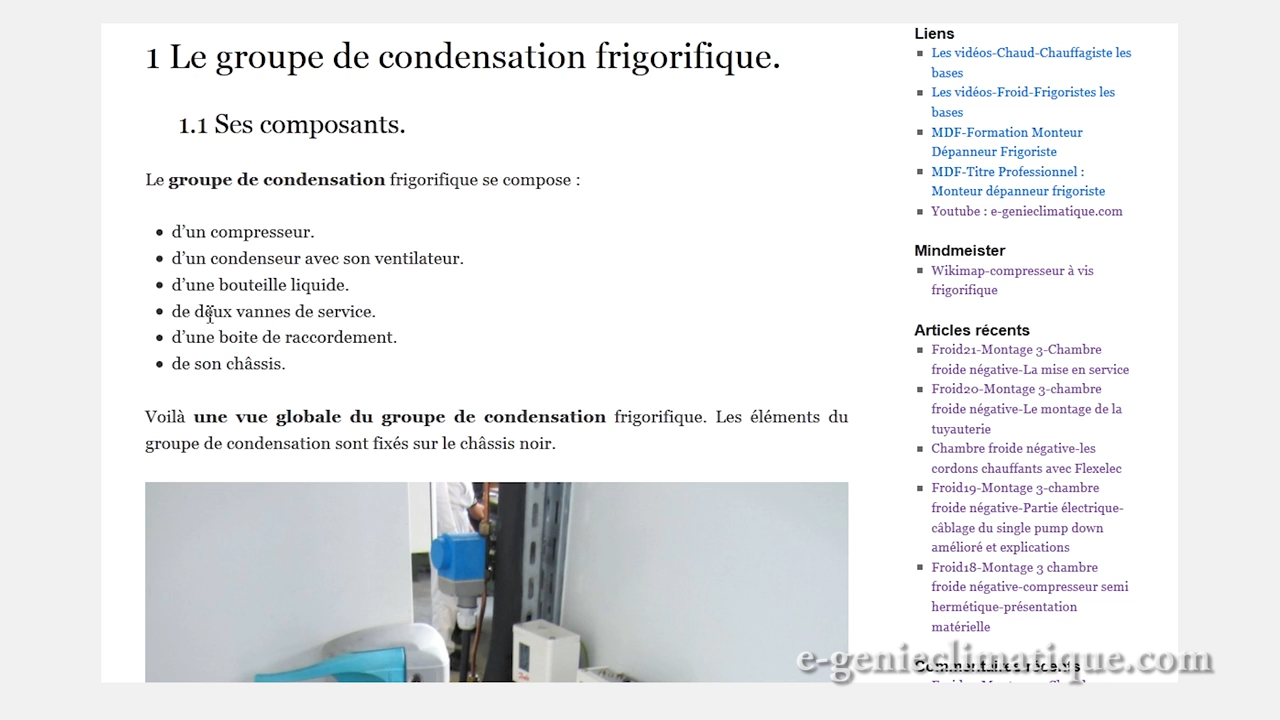 1 Le groupe de condensation frigorifique.
1.1 Ses composants.
Le groupe de condensation frigorifique se compose :
d’un compresseur.
d’un condenseur avec son ventilateur.
d’une bouteille liquide.
de deux vannes de service.
d’une boite de raccordement.
de son châssis.
Voilà une vue globale du groupe de condensation frigorifique. Les éléments du
groupe de condensation sont fixés sur le châssis noir.
Liens
Les vidéos-Chaud-Chauffagiste les
bases
Les vidéos-Froid-Frigoristes les
bases
MDF-Formation Monteur
Dépanneur Frigoriste
MDF-Titre Professionnel :
Monteur dépanneur frigoriste
Youtube : e-genieclimatique.com
Mindmeister
Wikimap-compresseur à vis
frigorifique
Articles récents
Froid21-Montage 3-Chambre
froide négative-La mise en service
Froid20-Montage 3-chambre
froide négative-Le montage de la
tuyauterie
Chambre froide négative-les
cordons chauffants avec Flexelec
Froid19-Montage 3-chambre
froide négative-Partie électrique-
câblage du single pump down
amélioré et explications
Froid18-Montage 3 chambre
froide négative-compresseur semi
hermétique-présentation
matérielle
Commentaires récents
e-genieclimatique.com